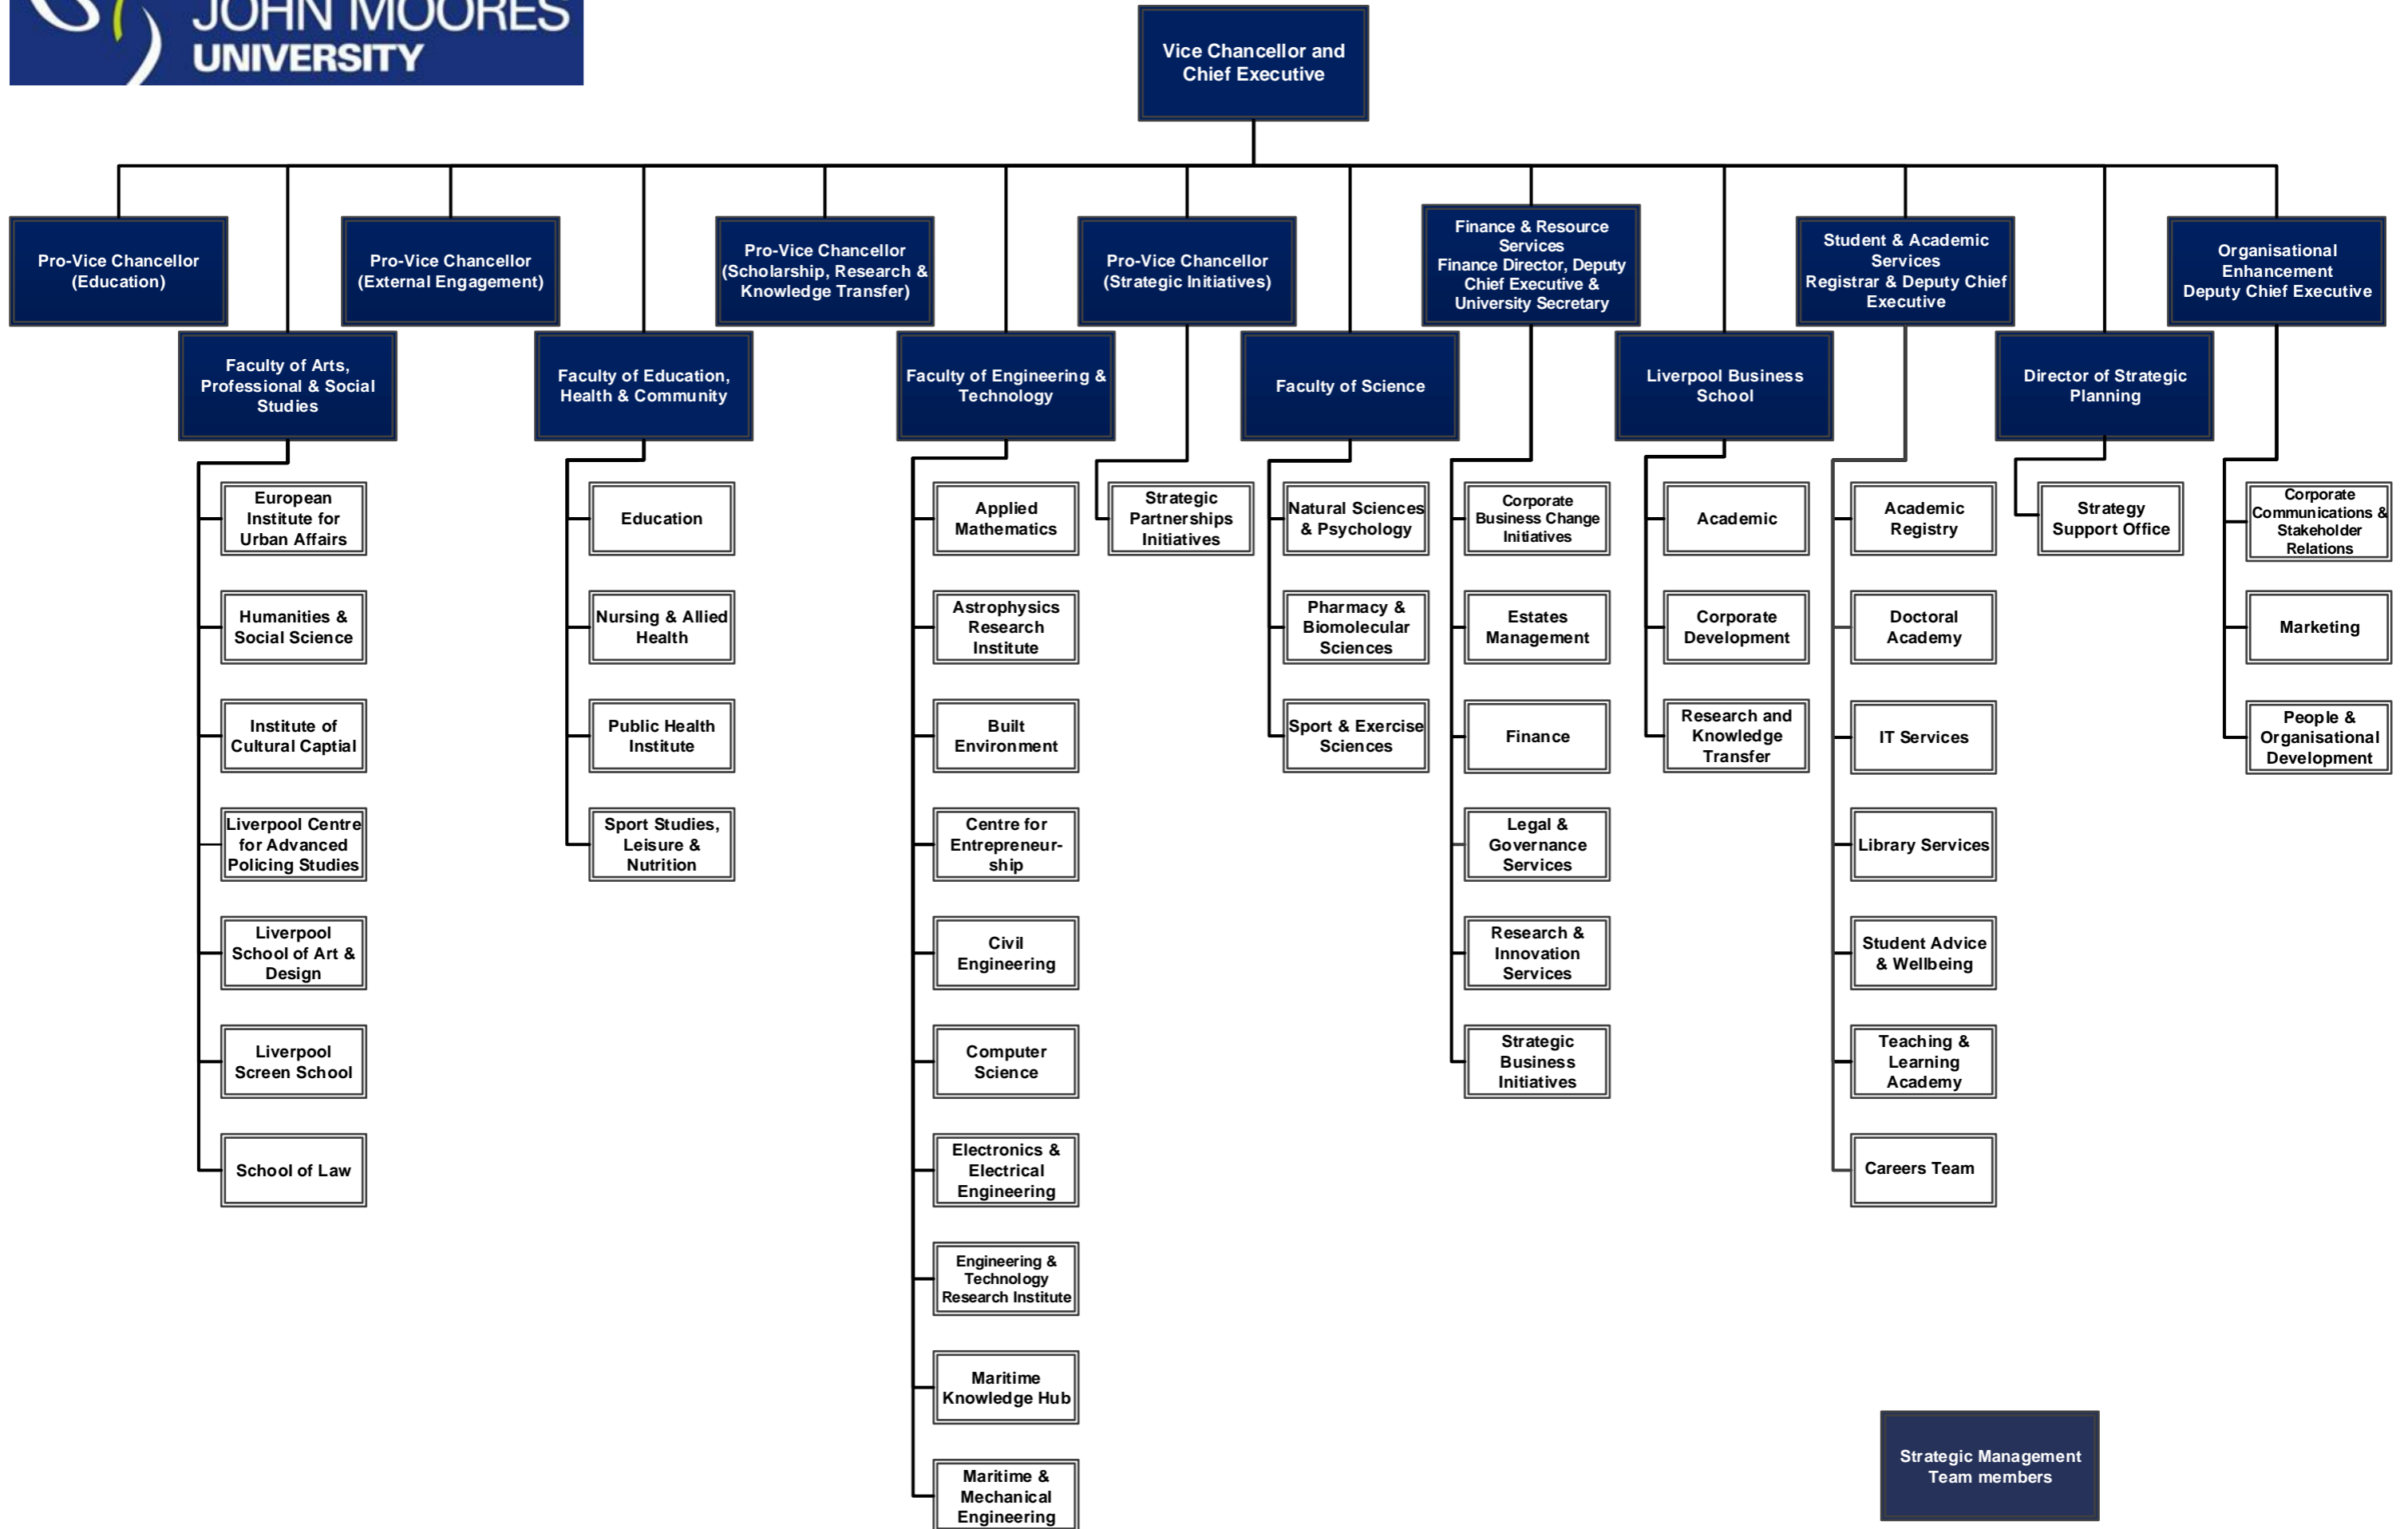 JOHN MOORES
UNIVERSITY
Vice Chancellor and
Chief Executive
Pro-Vice Chancellor
(Education)
Pro-Vice Chancellor
(External Engagement)
Pro-Vice Chancellor
(Scholarship, Research &
Knowledge Transfer)
Pro-Vice Chancellor
(Strategic Initiatives)
Finance & Resource
Services
Finance Director, Deputy
Chief Executive &
University Secretary
Student & Academic
Services
Registrar & Deputy Chief
Executive
Organisational
Enhancement
Deputy Chief Executive
Faculty of Arts,
Professional & Social
Studies
Faculty of Education,
Health & Community
Faculty of Engineering &
Technology
Faculty of Science
Liverpool Business
School
Director of Strategic
Planning
European
Institute for
Urban Affairs
Humanities &
Social Science
Institute of
Cultural Captial
Liverpool Centre
for Advanced
Policing Studies
Liverpool
School of Art &
Design
Liverpool
Screen School
School of Law
Education
Nursing & Allied
Health
Public Health
Institute
Sport Studies,
Leisure &
Nutrition
Applied
Mathematics
Astrophysics
Research
Institute
Built
Environment
Centre for
Entrepreneur-
ship
Civil
Engineering
Computer
Science
Electronics &
Electrical
Engineering
Engineering &
Technology
Research Institute
Maritime
Knowledge Hub
Maritime &
Mechanical
Engineering
Strategic
Partnerships
Initiatives
Natural Sciences
& Psychology
Pharmacy &
Biomolecular
Sciences
Sport & Exercise
Sciences
Corporate
Business Change
Initiatives
Estates
Management
Finance
Legal &
Governance
Services
Research &
Innovation
Services
Strategic
Business
Initiatives
Academic
Corporate
Development
Research and
Knowledge
Transfer
Academic
Registry
Doctoral
Academy
IT Services
Library Services
Student Advice
& Wellbeing
Teaching &
Learning
Academy
Careers Team
Strategy
Support Office
Corporate
Communications &
Stakeholder
Relations
Marketing
People &
Organisational
Development
Strategic Management
Team members